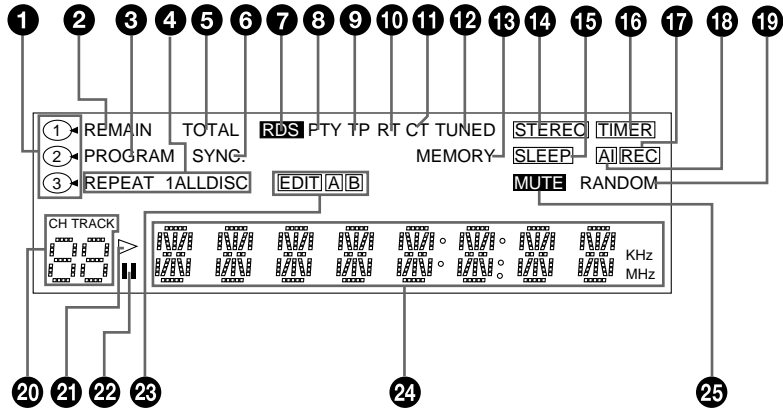 1 2 3 4 5 6 7 8 9 10 11 12 13 14 15 16 17 18 19
1 REMAIN TOTAL RDS PTY TP RT CT TUNED STEREO TIMER
2 PROGRAM SYNC. MEMORY SLEEP AI REC
3 REPEAT 1ALLDISC EDIT A B MUTE RANDOM
CH TRACK
KHz
MHz
20 21 22 23 24 25